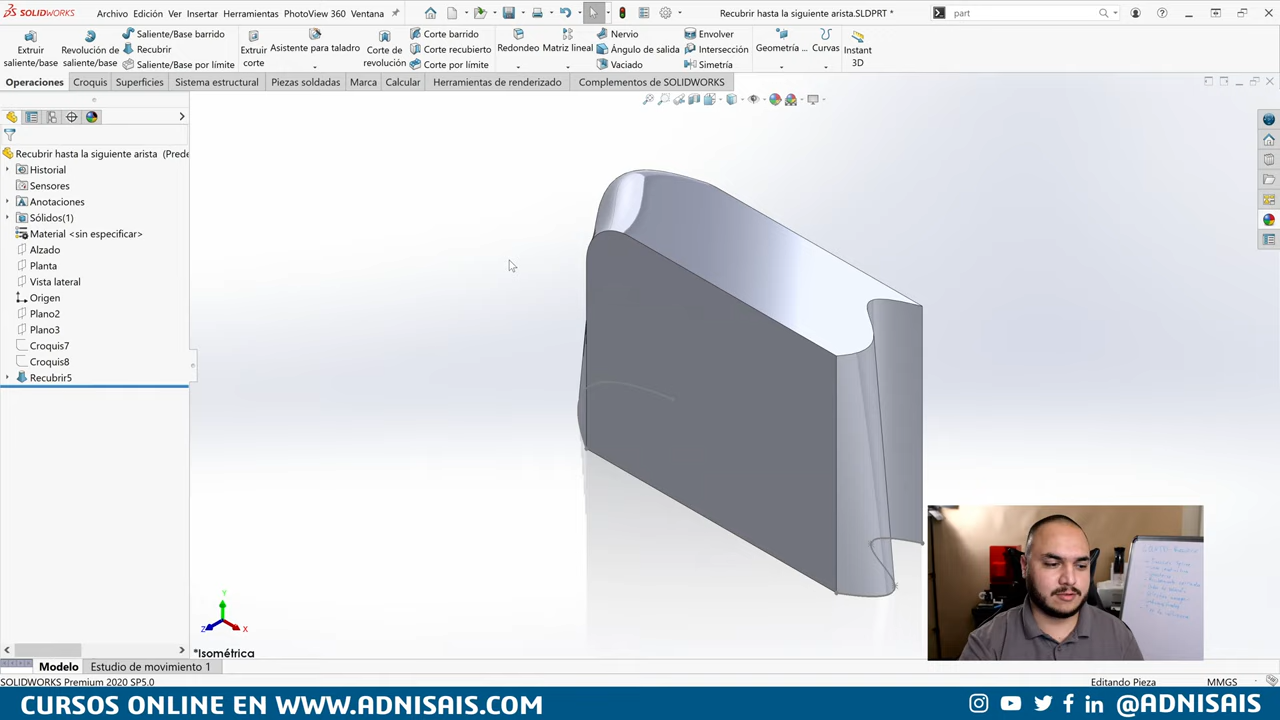 SOLIDWORKS Archivo Edición Ver Insertar Herramientas PhotoView 360 Ventana Recubrir hasta la siguiente arista.SLDPRT * part
Extruir saliente/base
Revolución de saliente/base
Saliente/Base barrido
Recubrir
Saliente/Base por límite
Extruir corte
Asistente para taladro
Corte de revolución
Corte barrido
Corte recubierto
Corte por límite
Redondeo
Matriz lineal
Nervio
Ángulo de salida
Vaciado
Envolver
Intersección
Simetría
Geometría ...
Curvas
Instant 3D
Operaciones Croquis Superficies Sistema estructural Piezas soldadas Marca Calcular Herramientas de renderizado Complementos de SOLIDWORKS
Recubrir hasta la siguiente arista (Prede
Historial
Sensores
Anotaciones
Sólidos(1)
Material <sin especificar>
Alzado
Planta
Vista lateral
Origen
Plano2
Plano3
Croquis7
Croquis8
Recubrir5
Y
Z X
*Isométrica
Modelo Estudio de movimiento 1
SOLIDWORKS Premium 2020 SP5.0 Editando Pieza MMGS
CURSOS ONLINE EN WWW.ADNISAIS.COM @ADNISAIS